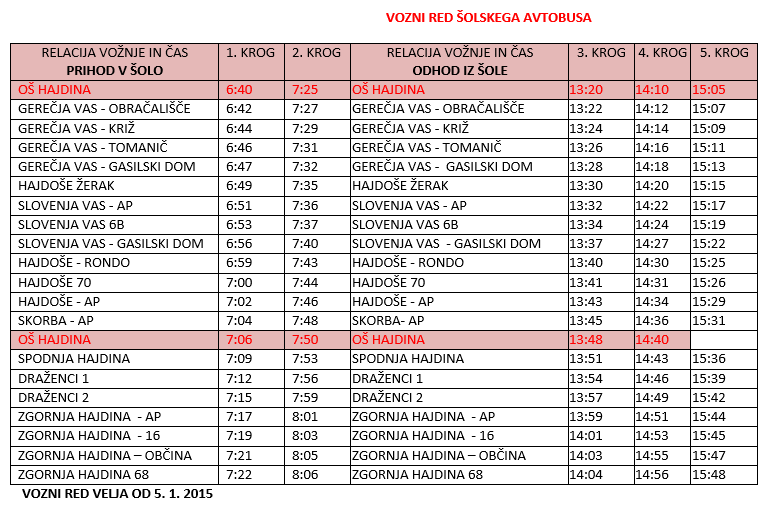 VOZNI RED ŠOLSKEGA AVTOBUSA
RELACIJA VOŽNJE IN ČAS 1. KROG 2. KROG RELACIJA VOŽNJE IN ČAS 3. KROG 4. KROG 5. KROG
PRIHOD V ŠOLO ODHOD IZ ŠOLE
OŠ HAJDINA 6:40 7:25 OŠ HAJDINA 13:20 14:10 15:05
GEREČJA VAS - OBRAČALIŠČE 6:42 7:27 GEREČJA VAS - OBRAČALIŠČE 13:22 14:12 15:07
GEREČJA VAS - KRIŽ 6:44 7:29 GEREČJA VAS - KRIŽ 13:24 14:14 15:09
GEREČJA VAS - TOMANIČ 6:46 7:31 GEREČJA VAS - TOMANIČ 13:26 14:16 15:11
GEREČJA VAS - GASILSKI DOM 6:47 7:32 GEREČJA VAS - GASILSKI DOM 13:28 14:18 15:13
HAJDOŠE ŽERAK 6:49 7:35 HAJDOŠE ŽERAK 13:30 14:20 15:15
SLOVENJA VAS - AP 6:51 7:36 SLOVENJA VAS - AP 13:32 14:22 15:17
SLOVENJA VAS 6B 6:53 7:37 SLOVENJA VAS 6B 13:34 14:24 15:19
SLOVENJA VAS - GASILSKI DOM 6:56 7:40 SLOVENJA VAS - GASILSKI DOM 13:37 14:27 15:22
HAJDOŠE - RONDO 6:59 7:43 HAJDOŠE - RONDO 13:40 14:30 15:25
HAJDOŠE 70 7:00 7:44 HAJDOŠE 70 13:41 14:31 15:26
HAJDOŠE - AP 7:02 7:46 HAJDOŠE - AP 13:43 14:34 15:29
SKORBA - AP 7:04 7:48 SKORBA- AP 13:45 14:36 15:31
OŠ HAJDINA 7:06 7:50 OŠ HAJDINA 13:48 14:40
SPODNJA HAJDINA 7:09 7:53 SPODNJA HAJDINA 13:51 14:43 15:36
DRAŽENCI 1 7:12 7:56 DRAŽENCI 1 13:54 14:46 15:39
DRAŽENCI 2 7:15 7:59 DRAŽENCI 2 13:57 14:49 15:42
ZGORNJA HAJDINA - AP 7:17 8:01 ZGORNJA HAJDINA - AP 13:59 14:51 15:44
ZGORNJA HAJDINA - 16 7:19 8:03 ZGORNJA HAJDINA - 16 14:01 14:53 15:45
ZGORNJA HAJDINA – OBČINA 7:21 8:05 ZGORNJA HAJDINA – OBČINA 14:03 14:55 15:47
ZGORNJA HAJDINA 68 7:22 8:06 ZGORNJA HAJDINA 68 14:04 14:56 15:48
VOZNI RED VELJA OD 5. 1. 2015